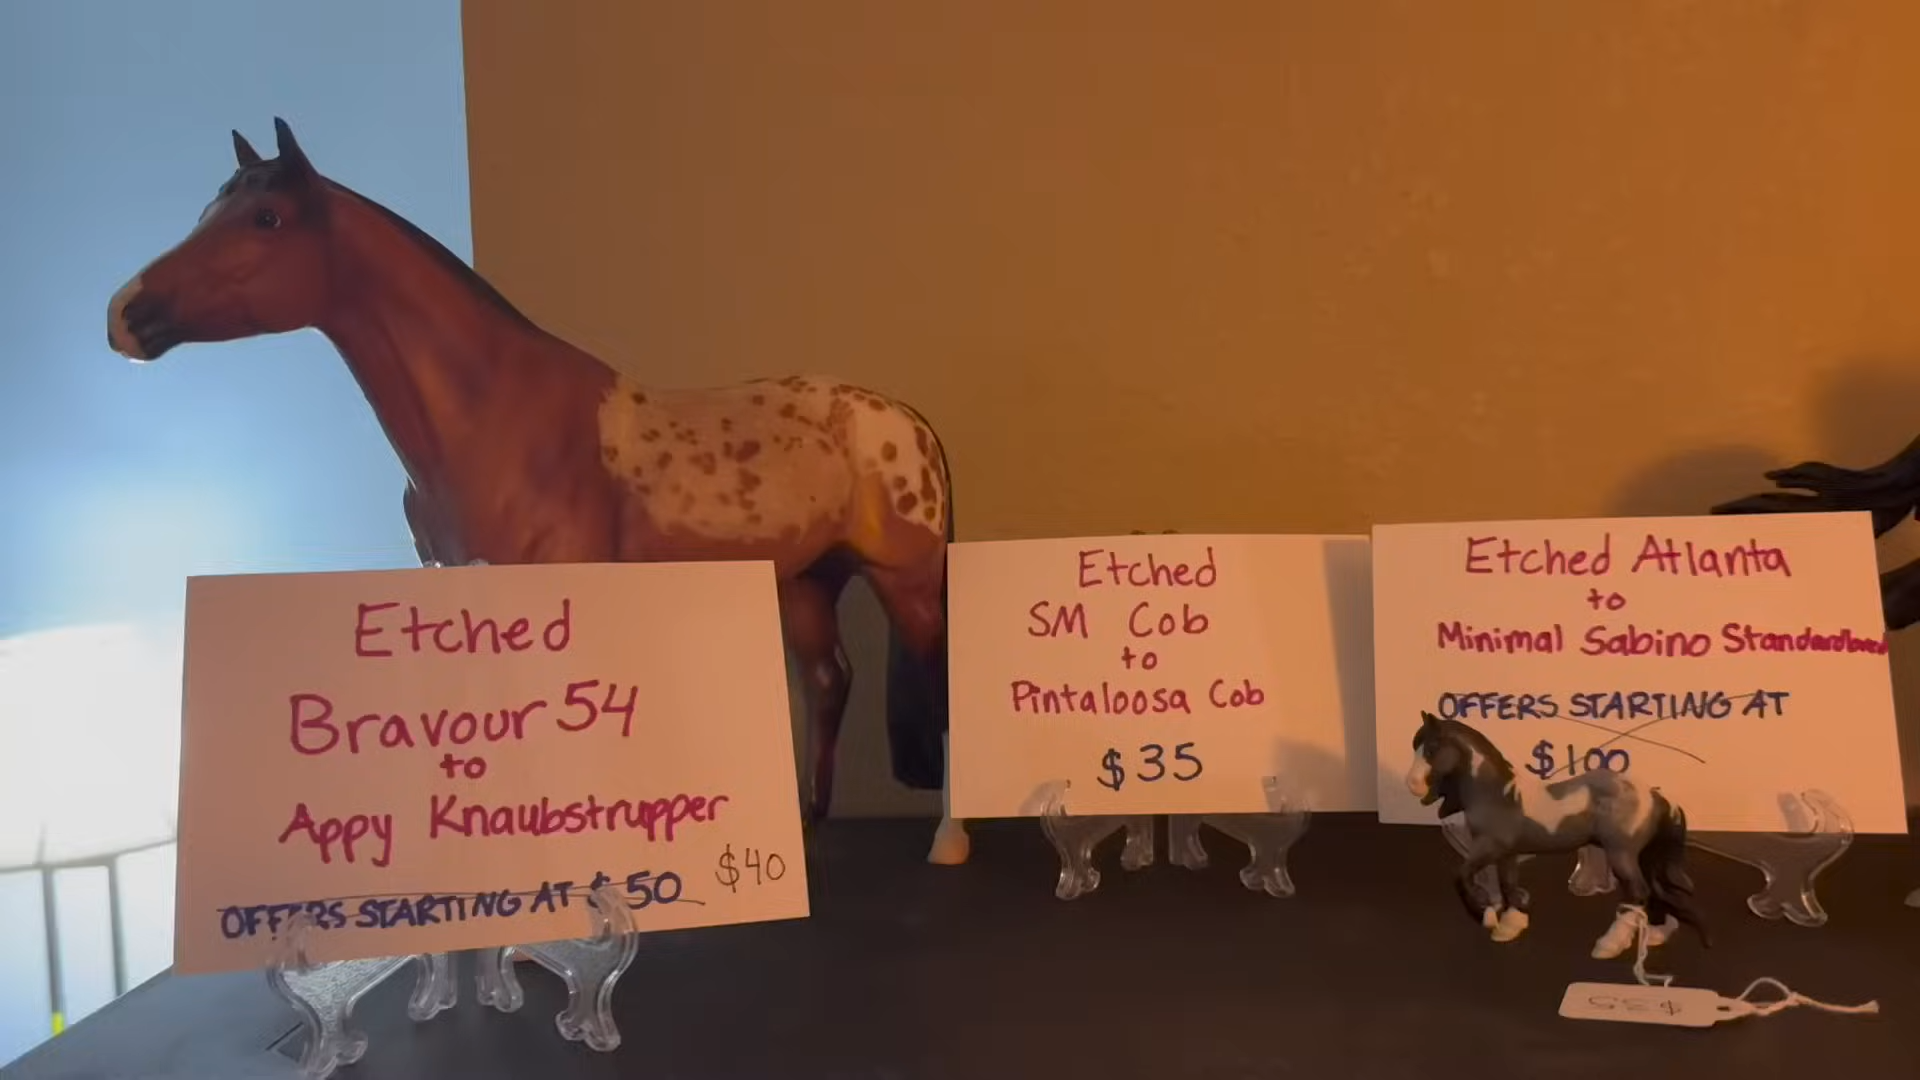 Etched
Bravour 54
to
Appy Knaubstrupper
OFFERS STARTING AT $50
$40
Etched
SM Cob
to
Pintaloosa Cob
$35
Etched Atlanta
to
Minimal Sabino Standardbred
OFFERS STARTING AT
$100
$35